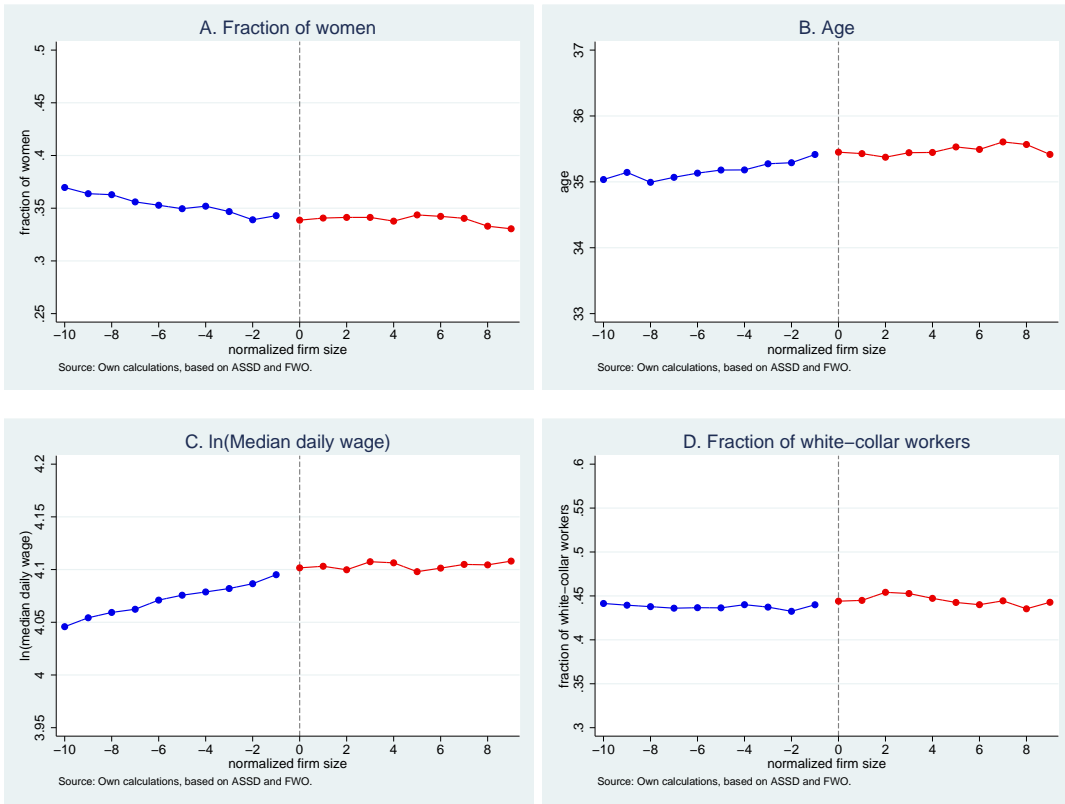 A. Fraction of women
fraction of women
.5
.45
.4
.35
.3
.25
−10 −8 −6 −4 −2 0 2 4 6 8
normalized firm size
Source: Own calculations, based on ASSD and FWO.
B. Age
age
37
36
35
34
33
−10 −8 −6 −4 −2 0 2 4 6 8
normalized firm size
Source: Own calculations, based on ASSD and FWO.
C. ln(Median daily wage)
ln(median daily wage)
4.2
4.15
4.1
4.05
4
3.95
−10 −8 −6 −4 −2 0 2 4 6 8
normalized firm size
Source: Own calculations, based on ASSD and FWO.
D. Fraction of white−collar workers
fraction of white−collar workers
.6
.55
.5
.45
.4
.35
.3
−10 −8 −6 −4 −2 0 2 4 6 8
normalized firm size
Source: Own calculations, based on ASSD and FWO.